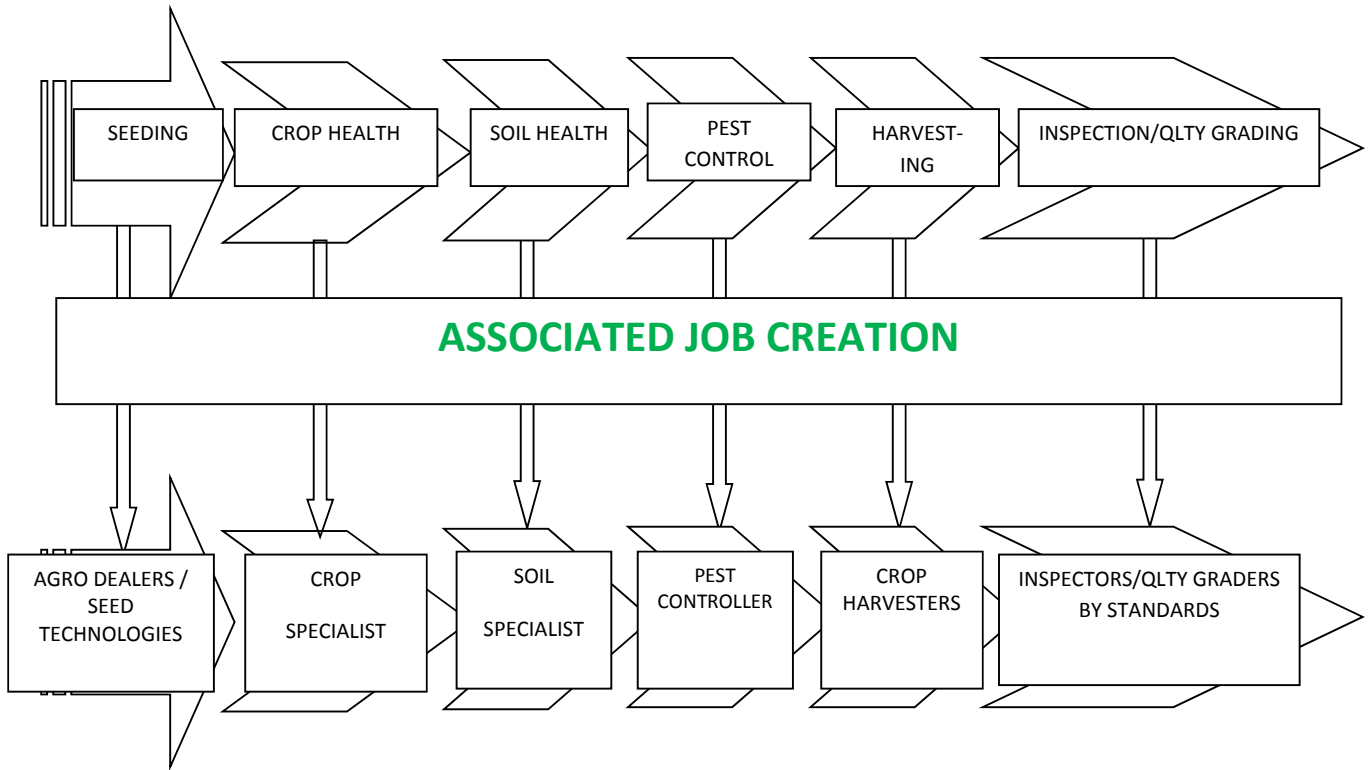 SEEDING
CROP HEALTH
SOIL HEALTH
PEST
CONTROL
HARVEST-
ING
INSPECTION/QLTY GRADING
ASSOCIATED JOB CREATION
AGRO DEALERS /
SEED
TECHNOLOGIES
CROP
SPECIALIST
SOIL
SPECIALIST
PEST
CONTROLLER
CROP
HARVESTERS
INSPECTORS/QLTY GRADERS
BY STANDARDS